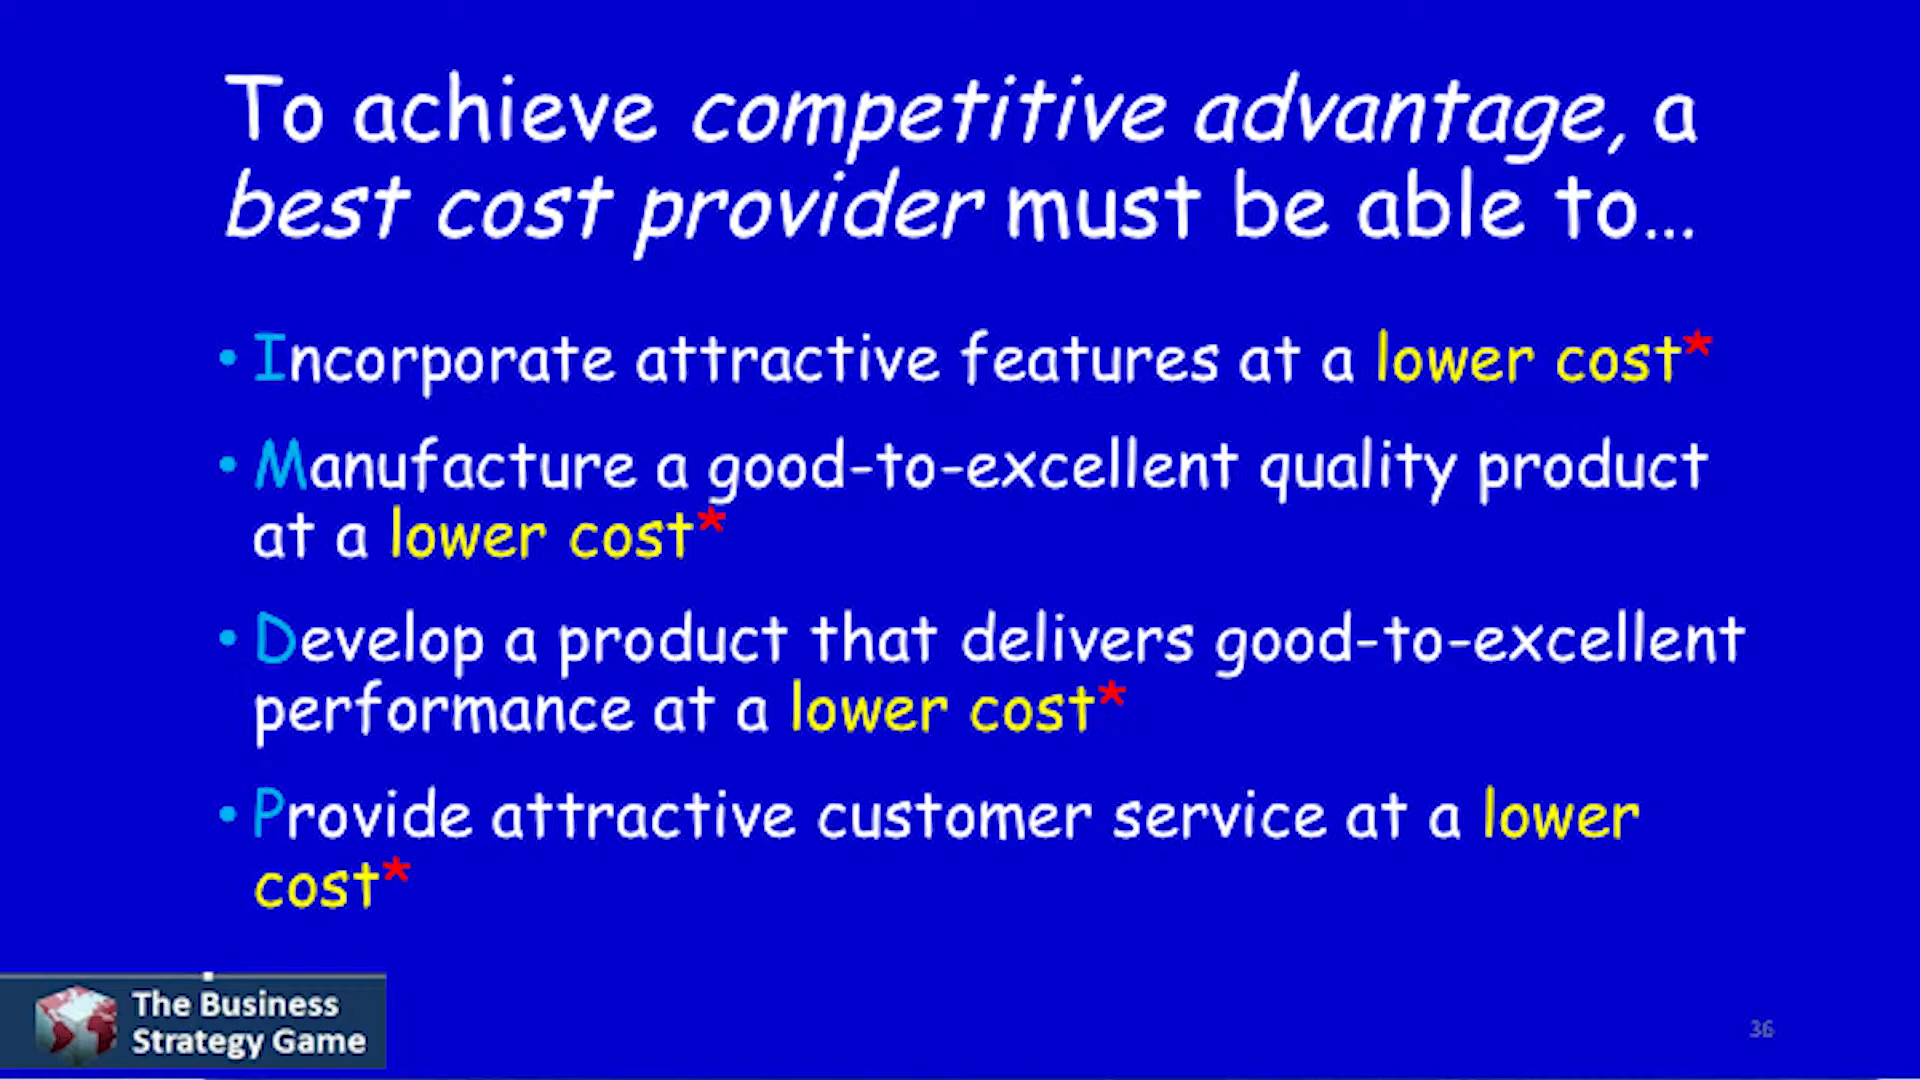 To achieve competitive advantage, a
best cost provider must be able to...
• Incorporate attractive features at a lower cost*
• Manufacture a good-to-excellent quality product
at a lower cost*
• Develop a product that delivers good-to-excellent
performance at a lower cost*
• Provide attractive customer service at a lower
cost*
The Business
Strategy Game
36